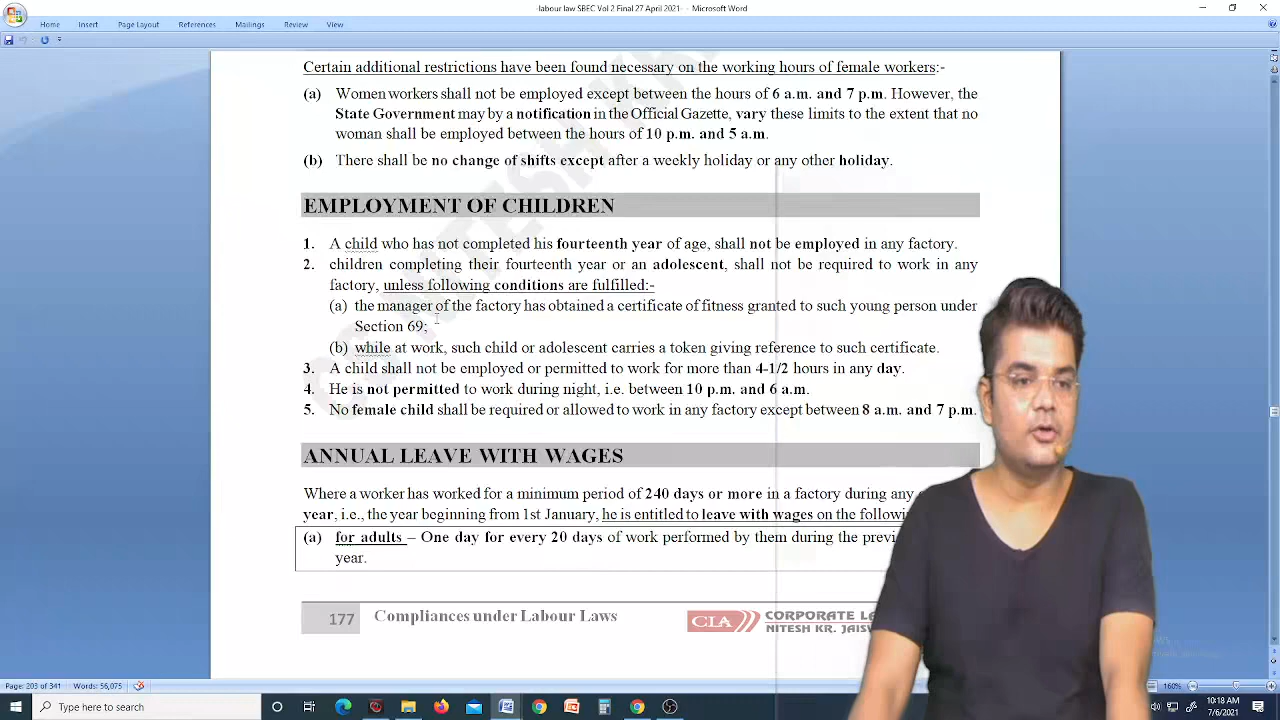 -labour law SBEC Vol 2 Final 27 April 2021- - Microsoft Word
Home Insert Page Layout References Mailings Review View
Certain additional restrictions have been found necessary on the working hours of female workers:-
(a) Women workers shall not be employed except between the hours of 6 a.m. and 7 p.m. However, the
State Government may by a notification in the Official Gazette, vary these limits to the extent that no
woman shall be employed between the hours of 10 p.m. and 5 a.m.
(b) There shall be no change of shifts except after a weekly holiday or any other holiday.
EMPLOYMENT OF CHILDREN
1. A child who has not completed his fourteenth year of age, shall not be employed in any factory.
2. children completing their fourteenth year or an adolescent, shall not be required to work in any
factory, unless following conditions are fulfilled:-
(a) the manager of the factory has obtained a certificate of fitness granted to such young person under
Section 69;
(b) while at work, such child or adolescent carries a token giving reference to such certificate.
3. A child shall not be employed or permitted to work for more than 4-1/2 hours in any day.
4. He is not permitted to work during night, i.e. between 10 p.m. and 6 a.m.
5. No female child shall be required or allowed to work in any factory except between 8 a.m. and 7 p.m.
ANNUAL LEAVE WITH WAGES
Where a worker has worked for a minimum period of 240 days or more in a factory during any
year, i.e., the year beginning from 1st January, he is entitled to leave with wages on the
(a) for adults – One day for every 20 days of work performed by them during the
year.
177 Compliances under Labour Laws
CIA CORPORATE
NITESH KR.
Page: 203 of 341 Words: 56,075 160%
Type here to search
10:18 AM
7/6/2021